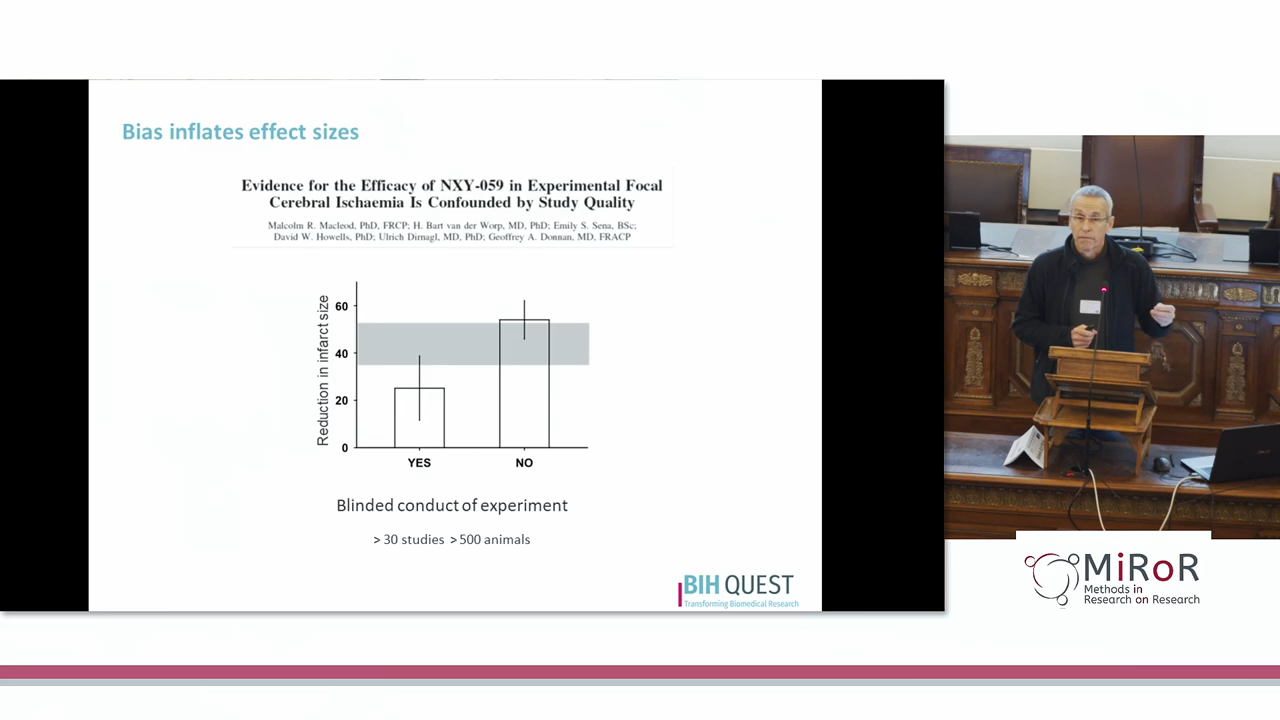 Bias inflates effect sizes
Evidence for the Efficacy of NXY-059 in Experimental Focal
Cerebral Ischaemia Is Confounded by Study Quality
Malcolm R. Macleod, PhD, FRCP; H. Bart van der Worp, MD, PhD; Emily S. Sena, BSc;
David W. Howells, PhD; Ulrich Dirnagl, MD, PhD; Geoffrey A. Donnan, MD, FRACP
Reduction in infarct size
60
40
20
0
YES NO
Blinded conduct of experiment
> 30 studies > 500 animals
BIH QUEST
Transforming Biomedical Research
MiRoR
Methods in
Research on Research